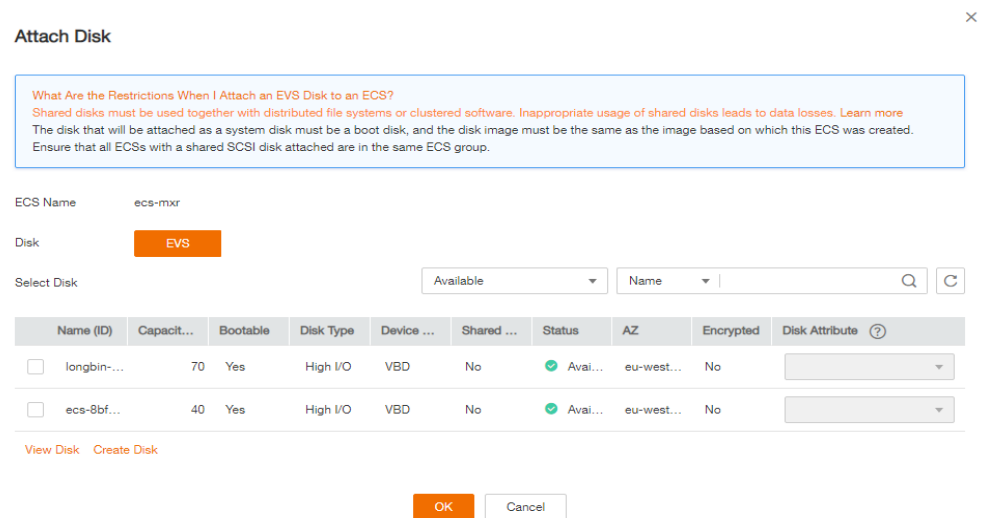 Attach Disk
What Are the Restrictions When I Attach an EVS Disk to an ECS?
Shared disks must be used together with distributed file systems or clustered software. Inappropriate usage of shared disks leads to data losses. Learn more
The disk that will be attached as a system disk must be a boot disk, and the disk image must be the same as the image based on which this ECS was created.
Ensure that all ECSs with a shared SCSI disk attached are in the same ECS group.
ECS Name ecs-mxr
Disk EVS
Select Disk Available Name
Name (ID) Capacit... Bootable Disk Type Device ... Shared ... Status AZ Encrypted Disk Attribute ?
longbin-... 70 Yes High I/O VBD No Avai... eu-west... No
ecs-8bf... 40 Yes High I/O VBD No Avai... eu-west... No
View Disk Create Disk
OK Cancel